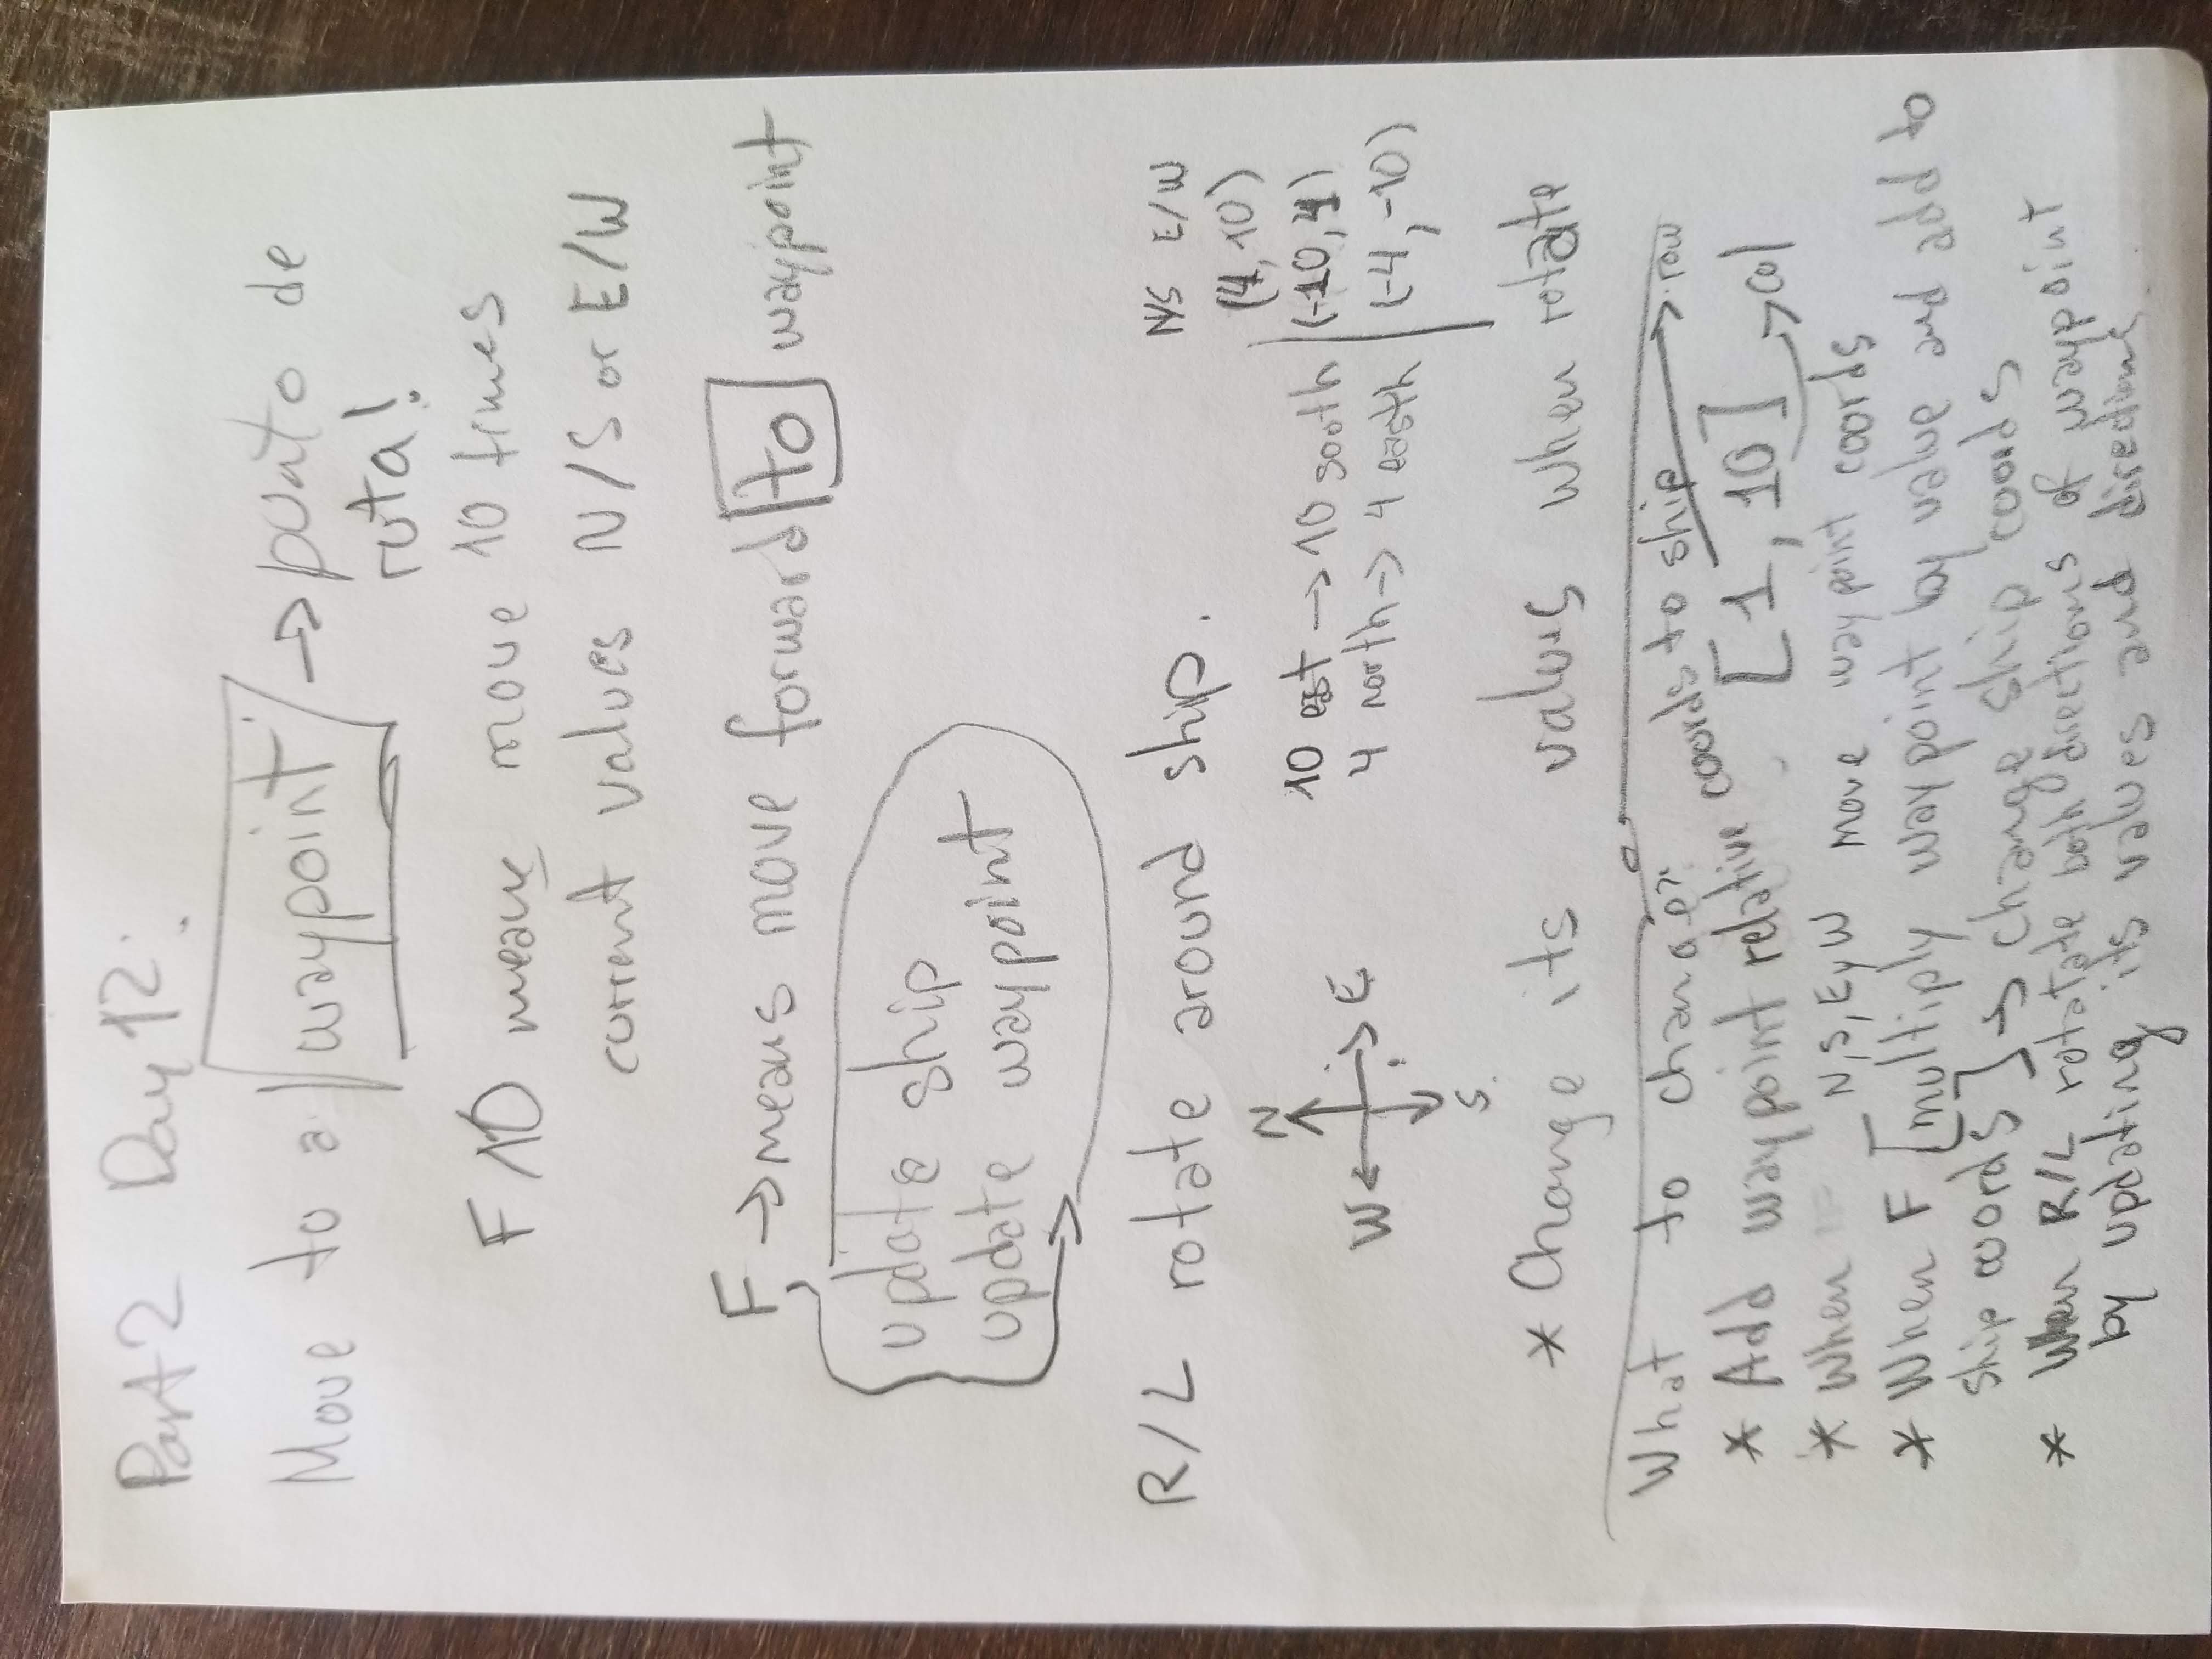 Part 2 Day 12:
Move to a waypoint → punto de
ruta!
F 10 means move 10 times
current values N/S or E/W
F → means move forward to waypoint
update ship
update waypoint
R/L rotate around ship.
N/S E/W
(4, 10)
N
10 east → 10 south (-10, 4)
W E
4 north → 4 easth (-4, -10)
S
* Change its values when rotate
What to change?:
* Add waypoint relative coords to ship → row
[1, 10] → col
* When N, S, E y W move waypoint coords
* When F [multiply waypoint by value and add to
ship coords] → change ship coords
* When R/L rotatate both directions of waypoint
by updating its values and directions..